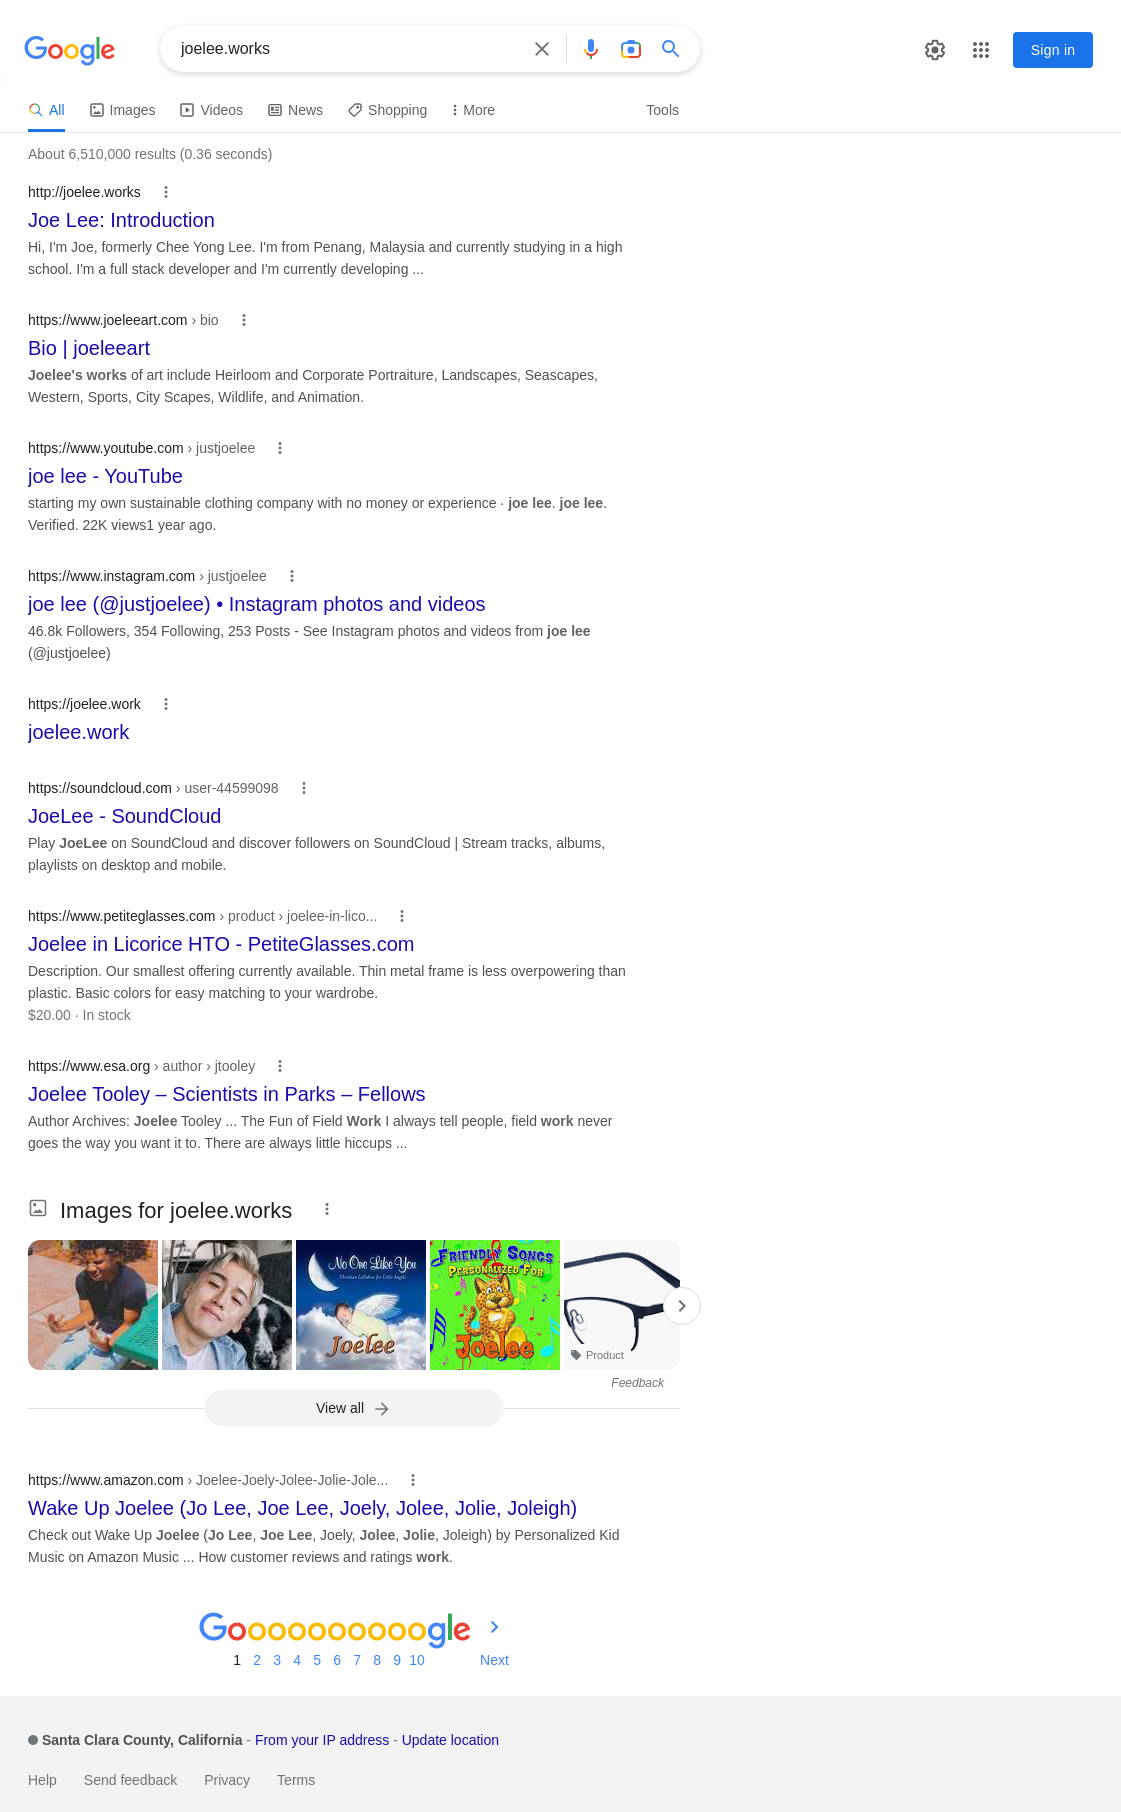 Google
joelee.works
Sign in
All
Images
Videos
News
Shopping
More
Tools
About 6,510,000 results (0.36 seconds)
http://joelee.works
Joe Lee: Introduction
Hi, I'm Joe, formerly Chee Yong Lee. I'm from Penang, Malaysia and currently studying in a high
school. I'm a full stack developer and I'm currently developing ...
https://www.joeleeart.com › bio
Bio | joeleeart
Joelee's works of art include Heirloom and Corporate Portraiture, Landscapes, Seascapes,
Western, Sports, City Scapes, Wildlife, and Animation.
https://www.youtube.com › justjoelee
joe lee - YouTube
starting my own sustainable clothing company with no money or experience · joe lee. joe lee.
Verified. 22K views1 year ago.
https://www.instagram.com › justjoelee
joe lee (@justjoelee) • Instagram photos and videos
46.8k Followers, 354 Following, 253 Posts - See Instagram photos and videos from joe lee
(@justjoelee)
https://joelee.work
joelee.work
https://soundcloud.com › user-44599098
JoeLee - SoundCloud
Play JoeLee on SoundCloud and discover followers on SoundCloud | Stream tracks, albums,
playlists on desktop and mobile.
https://www.petiteglasses.com › product › joelee-in-lico...
Joelee in Licorice HTO - PetiteGlasses.com
Description. Our smallest offering currently available. Thin metal frame is less overpowering than
plastic. Basic colors for easy matching to your wardrobe.
$20.00 · In stock
https://www.esa.org › author › jtooley
Joelee Tooley – Scientists in Parks – Fellows
Author Archives: Joelee Tooley ... The Fun of Field Work I always tell people, field work never
goes the way you want it to. There are always little hiccups ...
Images for joelee.works
No One Like You
Christian Lullabies for Little Angels
Joelee
FRIENDLY SONGS
PERSONALIZED FOR
Joelee
Product
Feedback
View all
https://www.amazon.com › Joelee-Joely-Jolee-Jolie-Jole...
Wake Up Joelee (Jo Lee, Joe Lee, Joely, Jolee, Jolie, Joleigh)
Check out Wake Up Joelee (Jo Lee, Joe Lee, Joely, Jolee, Jolie, Joleigh) by Personalized Kid
Music on Amazon Music ... How customer reviews and ratings work.
Goooooooooogle
1 2 3 4 5 6 7 8 9 10 Next
Santa Clara County, California - From your IP address - Update location
Help Send feedback Privacy Terms